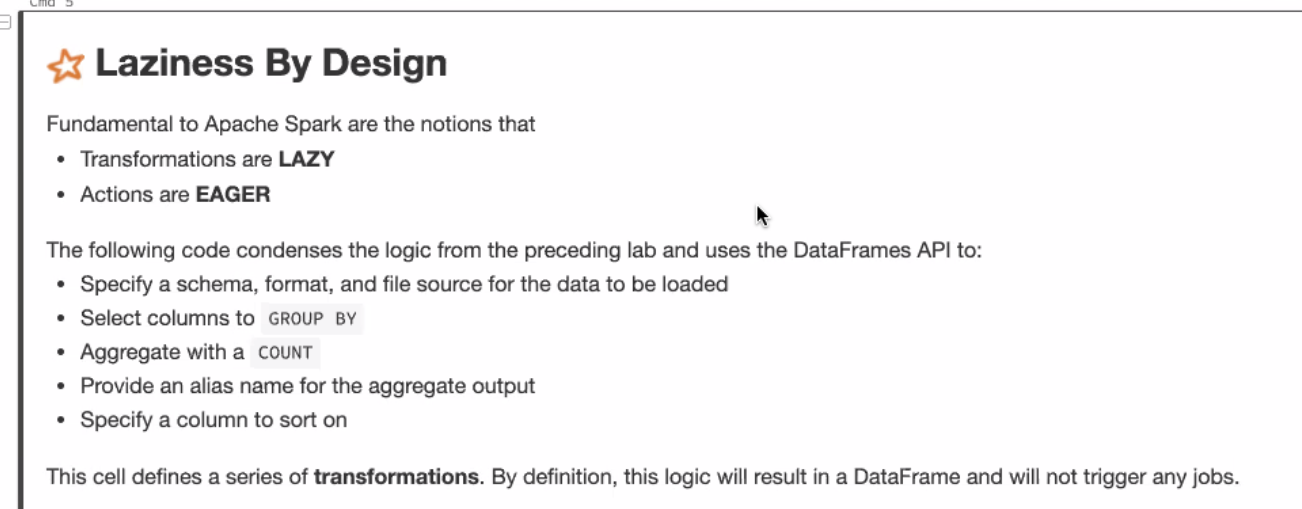 Cmd 5
Laziness By Design
Fundamental to Apache Spark are the notions that
• Transformations are LAZY
• Actions are EAGER
The following code condenses the logic from the preceding lab and uses the DataFrames API to:
• Specify a schema, format, and file source for the data to be loaded
• Select columns to GROUP BY
• Aggregate with a COUNT
• Provide an alias name for the aggregate output
• Specify a column to sort on
This cell defines a series of transformations. By definition, this logic will result in a DataFrame and will not trigger any jobs.